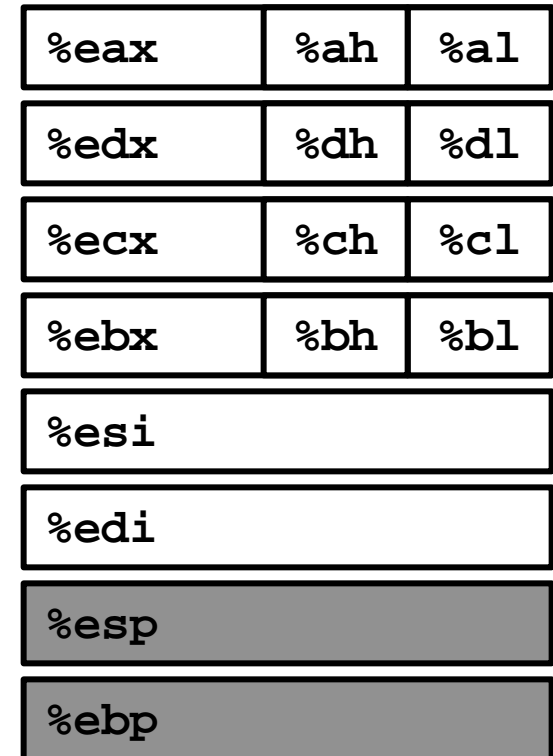 %eax %ah %al
%edx %dh %dl
%ecx %ch %cl
%ebx %bh %bl
%esi
%edi
%esp
%ebp